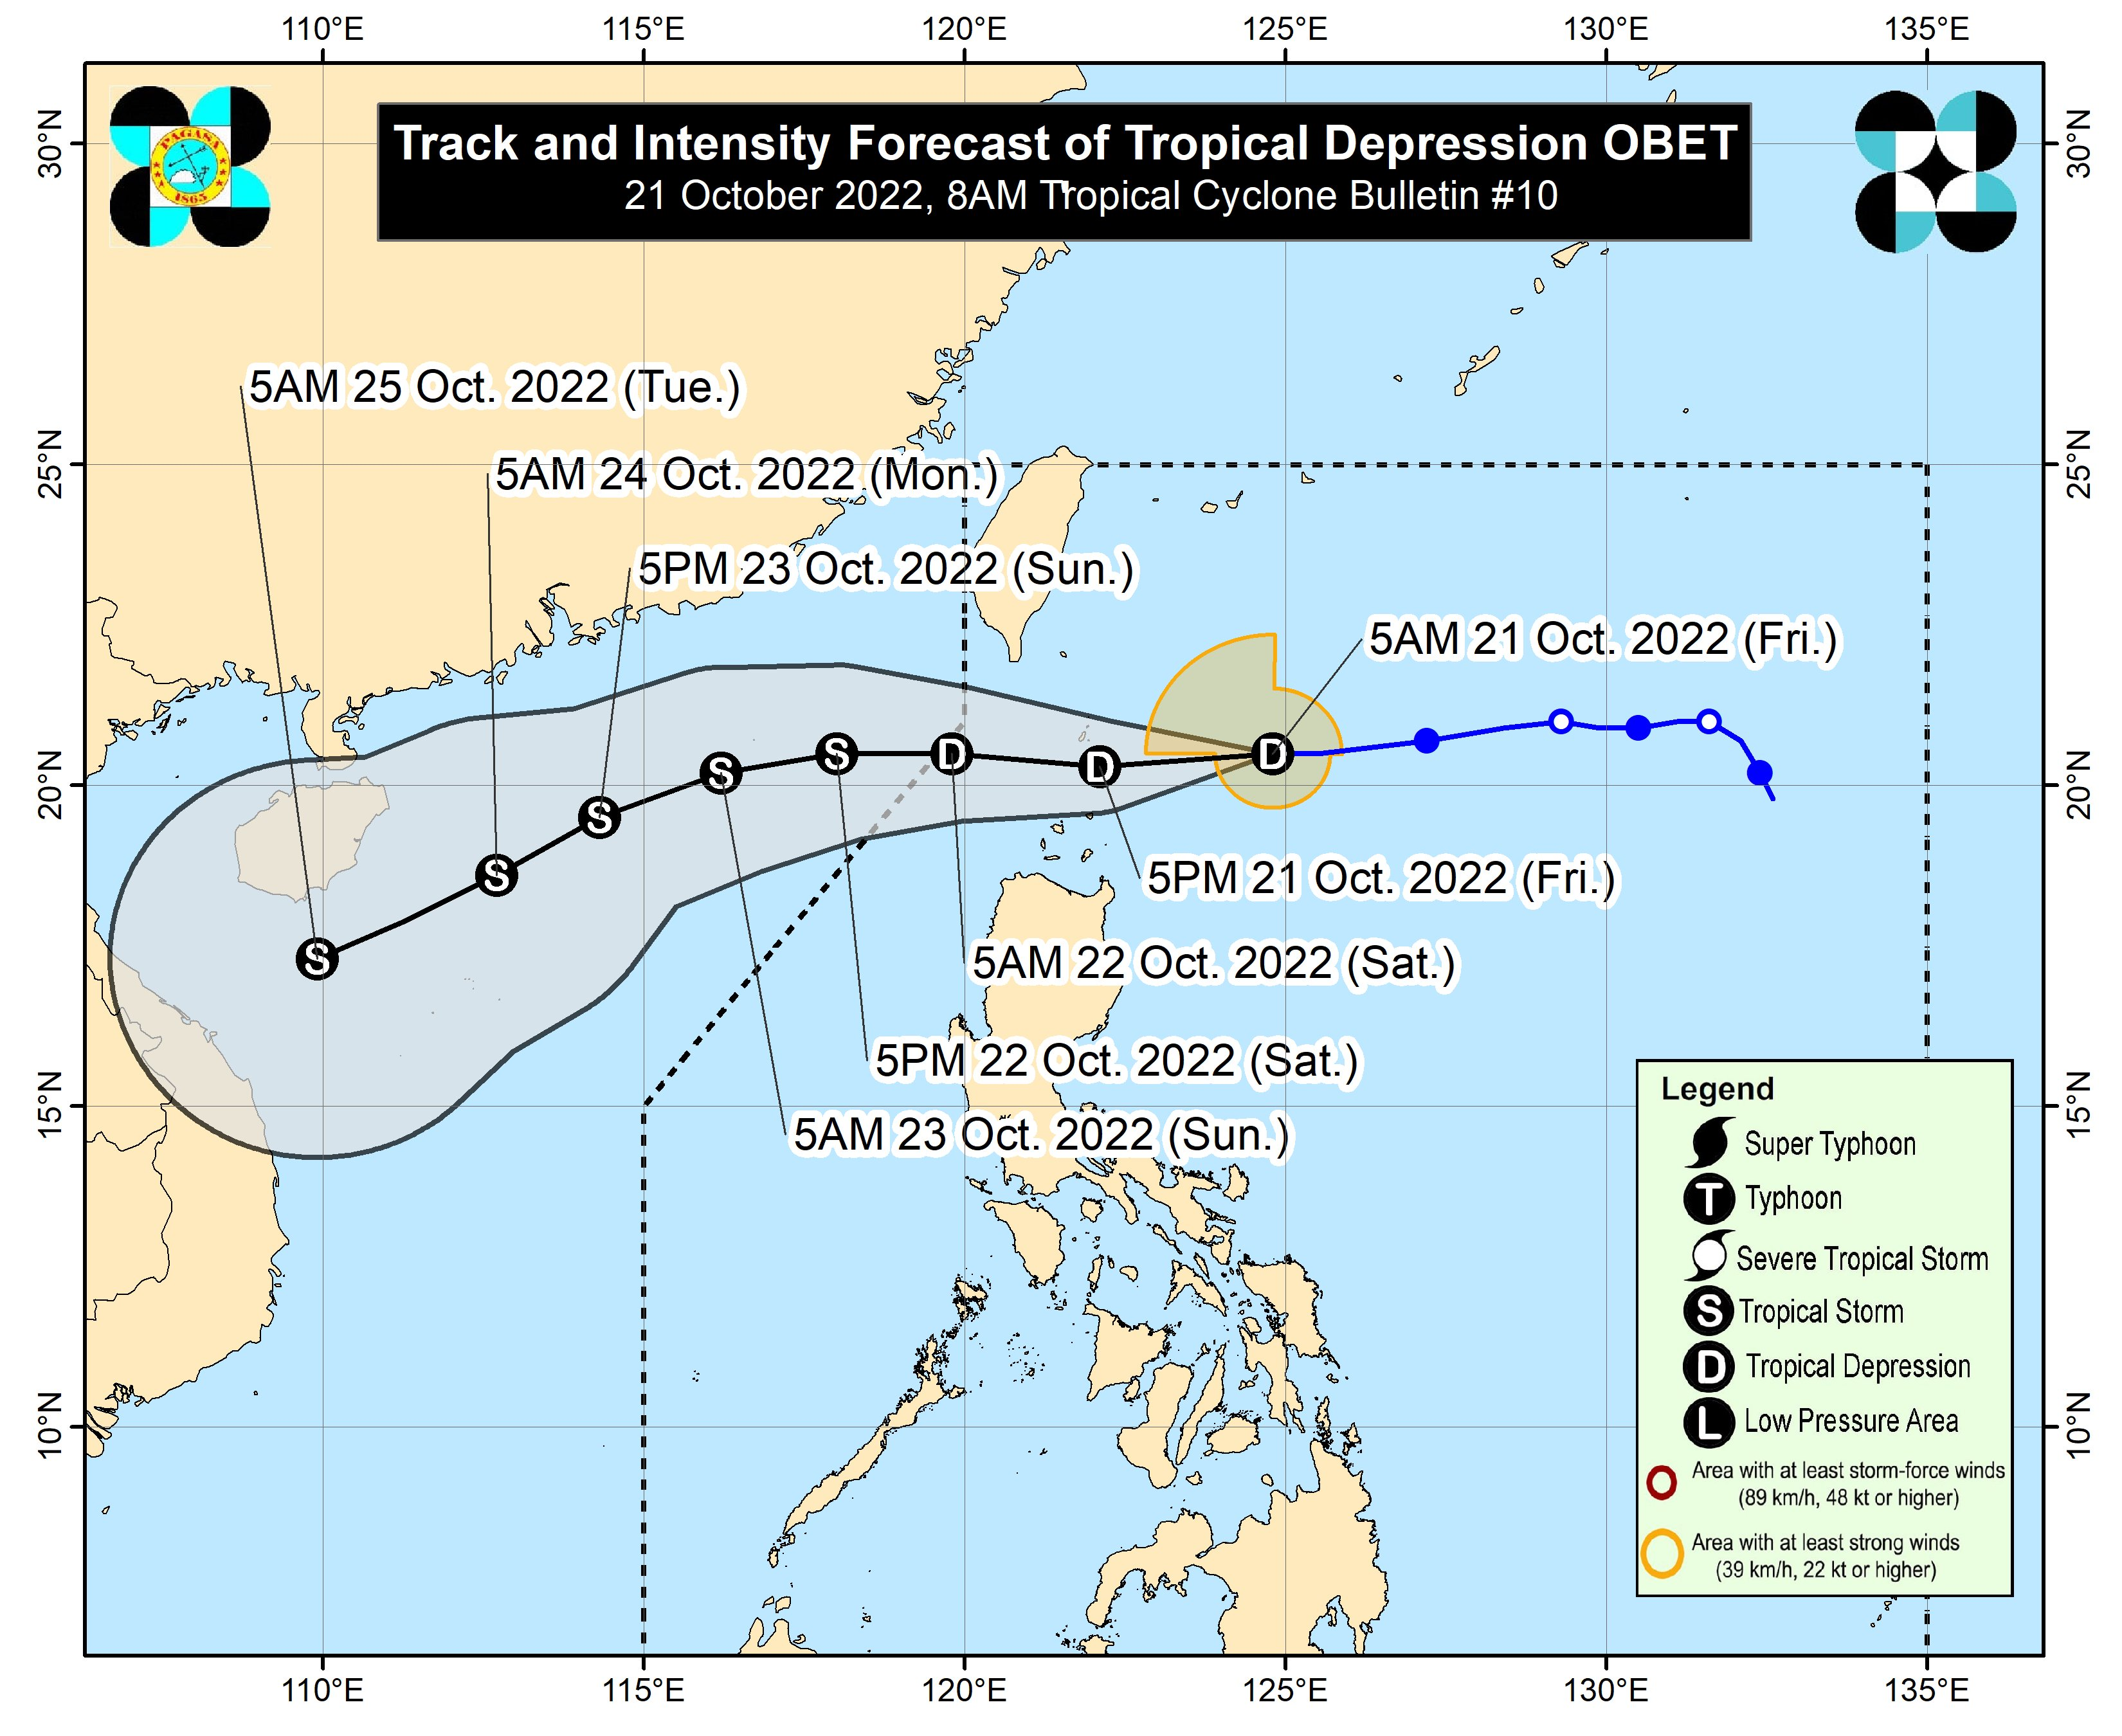 110°E 115°E 120°E 125°E 130°E 135°E
PAGASA
1865
Track and Intensity Forecast of Tropical Depression OBET
21 October 2022, 8AM Tropical Cyclone Bulletin #10
30°N 30°N
5AM 25 Oct. 2022 (Tue.)
25°N 25°N
5AM 24 Oct. 2022 (Mon.)
5PM 23 Oct. 2022 (Sun.)
5AM 21 Oct. 2022 (Fri.)
D
S
D
D
S
20°N 20°N
S
S
5PM 21 Oct. 2022 (Fri.)
S
5AM 22 Oct. 2022 (Sat.)
5PM 22 Oct. 2022 (Sat.)
15°N 15°N
5AM 23 Oct. 2022 (Sun.)
Legend
Super Typhoon
T Typhoon
Severe Tropical Storm
S Tropical Storm
D Tropical Depression
L Low Pressure Area
10°N 10°N
Area with at least storm-force winds
(89 km/h, 48 kt or higher)
Area with at least strong winds
(39 km/h, 22 kt or higher)
110°E 115°E 120°E 125°E 130°E 135°E